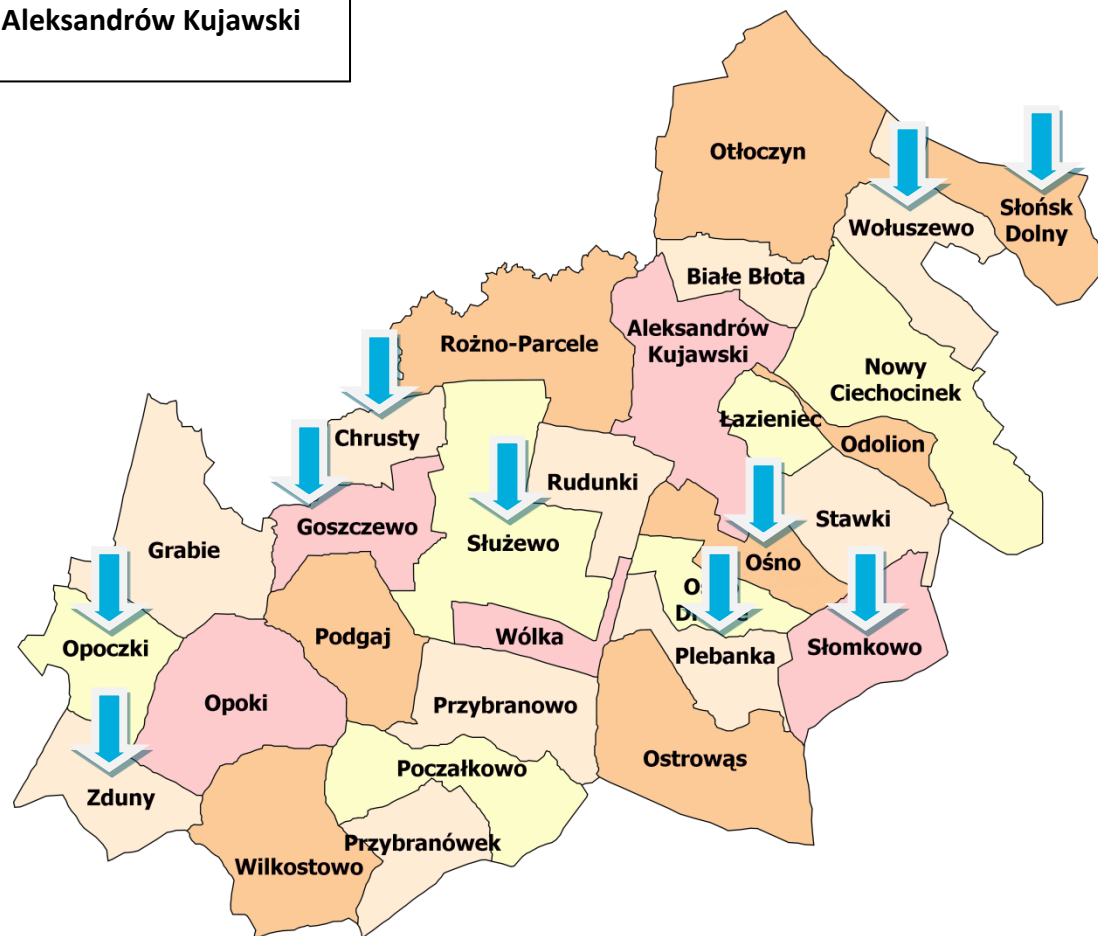 Aleksandrów Kujawski
Otłoczyn
Słońsk
Dolny
Wołuszewo
Białe Błota
Aleksandrów
Kujawski
Rożno-Parcele
Nowy
Ciechocinek
Łazieniec
Chrusty
Odolion
Rudunki
Goszczewo
Stawki
Służewo
Grabie
Ośno
Podgaj
Wólka
Opoczki
Plebanka
Słomkowo
Opoki
Przybranowo
Ostrowąs
Poczałkowo
Zduny
Przybranówek
Wilkostowo